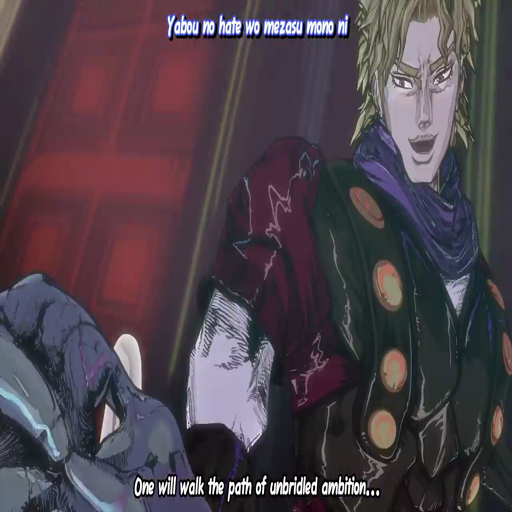 Yabou no hate wo mezasu mono ni
One will walk the path of unbridled ambition...